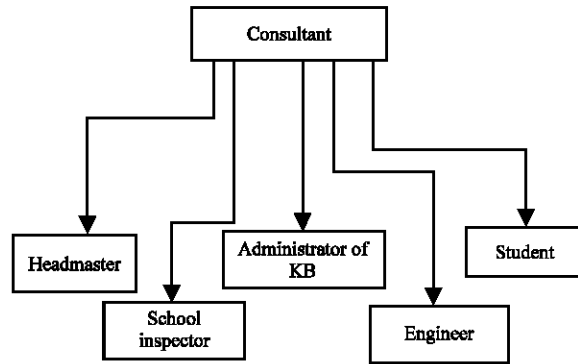 Consultant
Headmaster
Administrator of
KB
Student
School
inspector
Engineer